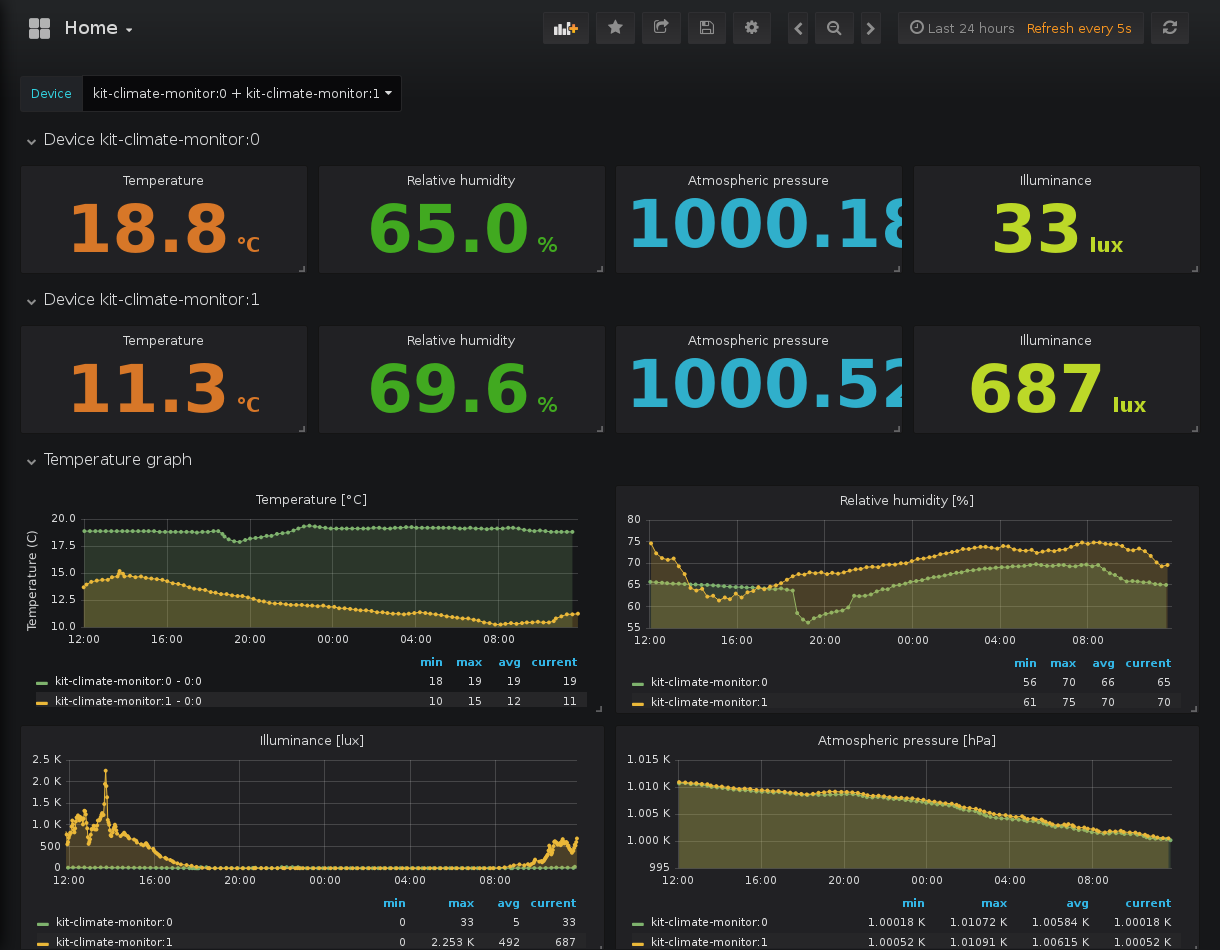 Home
Last 24 hours Refresh every 5s
Device kit-climate-monitor:0 + kit-climate-monitor:1
Device kit-climate-monitor:0
Temperature Relative humidity Atmospheric pressure Illuminance
18.8 °C 65.0 % 1000.18 33 lux
Device kit-climate-monitor:1
Temperature Relative humidity Atmospheric pressure Illuminance
11.3 °C 69.6 % 1000.52 687 lux
Temperature graph
Temperature [°C]
Temperature (C)
20.0
17.5
15.0
12.5
10.0
12:00 16:00 20:00 00:00 04:00 08:00
min max avg current
kit-climate-monitor:0 - 0:0 18 19 19 19
kit-climate-monitor:1 - 0:0 10 15 12 11
Relative humidity [%]
80
75
70
65
60
55
12:00 16:00 20:00 00:00 04:00 08:00
min max avg current
kit-climate-monitor:0 56 70 66 65
kit-climate-monitor:1 61 75 70 70
Illuminance [lux]
2.5 K
2.0 K
1.5 K
1.0 K
500
0
12:00 16:00 20:00 00:00 04:00 08:00
min max avg current
kit-climate-monitor:0 0 33 5 33
kit-climate-monitor:1 0 2.253 K 492 687
Atmospheric pressure [hPa]
1.015 K
1.010 K
1.005 K
1.000 K
995
12:00 16:00 20:00 00:00 04:00 08:00
min max avg current
kit-climate-monitor:0 1.00018 K 1.01072 K 1.00584 K 1.00018 K
kit-climate-monitor:1 1.00052 K 1.01091 K 1.00615 K 1.00052 K